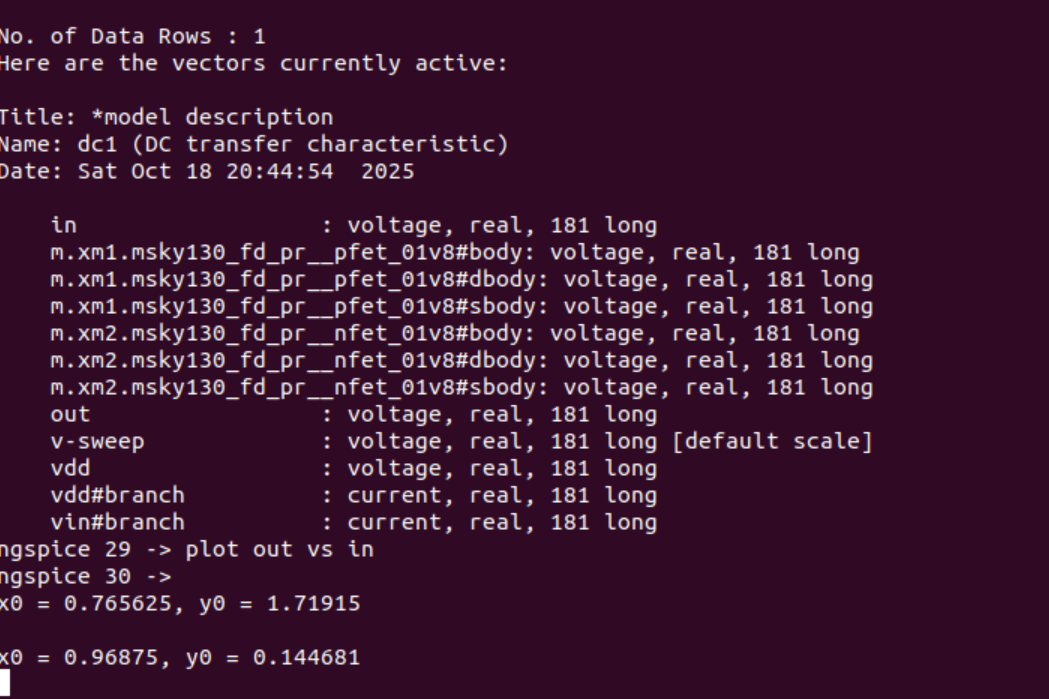 No. of Data Rows : 1
Here are the vectors currently active:
Title: *model description
Name: dc1 (DC transfer characteristic)
Date: Sat Oct 18 20:44:54  2025
in                  : voltage, real, 181 long
m.xm1.msky130_fd_pr__pfet_01v8#body: voltage, real, 181 long
m.xm1.msky130_fd_pr__pfet_01v8#dbody: voltage, real, 181 long
m.xm1.msky130_fd_pr__pfet_01v8#sbody: voltage, real, 181 long
m.xm2.msky130_fd_pr__nfet_01v8#body: voltage, real, 181 long
m.xm2.msky130_fd_pr__nfet_01v8#dbody: voltage, real, 181 long
m.xm2.msky130_fd_pr__nfet_01v8#sbody: voltage, real, 181 long
out                 : voltage, real, 181 long
v-sweep             : voltage, real, 181 long [default scale]
vdd                 : voltage, real, 181 long
vdd#branch          : current, real, 181 long
vin#branch          : current, real, 181 long
ngspice 29 -> plot out vs in
ngspice 30 ->
x0 = 0.765625, y0 = 1.71915
x0 = 0.96875, y0 = 0.144681